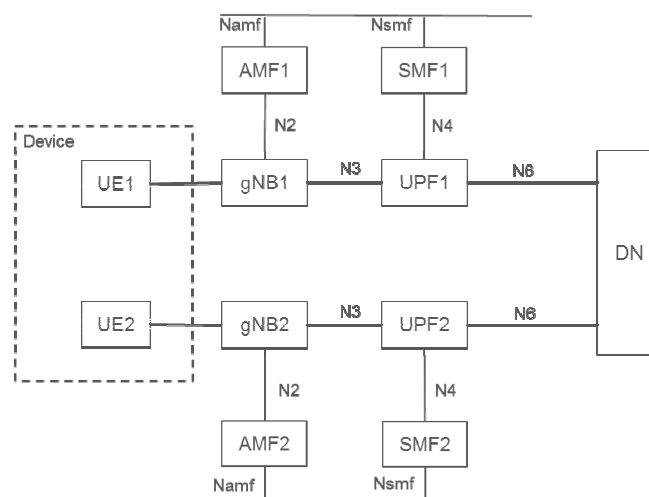 Namf
Nsmf
AMF1
SMF1
N2
N4
Device
UE1
gNB1
N3
UPF1
N6
DN
UE2
gNB2
N3
UPF2
N6
N2
N4
AMF2
SMF2
Namf
Nsmf